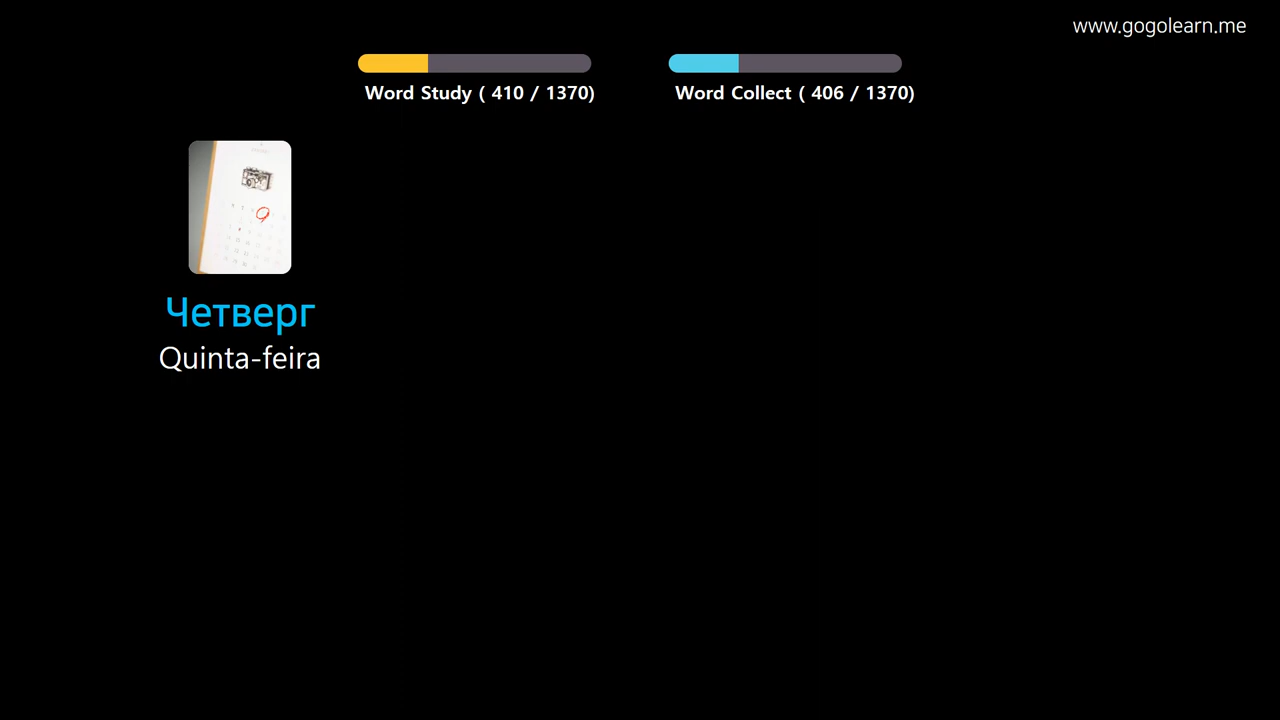 www.gogolearn.me
Word Study ( 410 / 1370)
Word Collect ( 406 / 1370)
Четверг
Quinta-feira